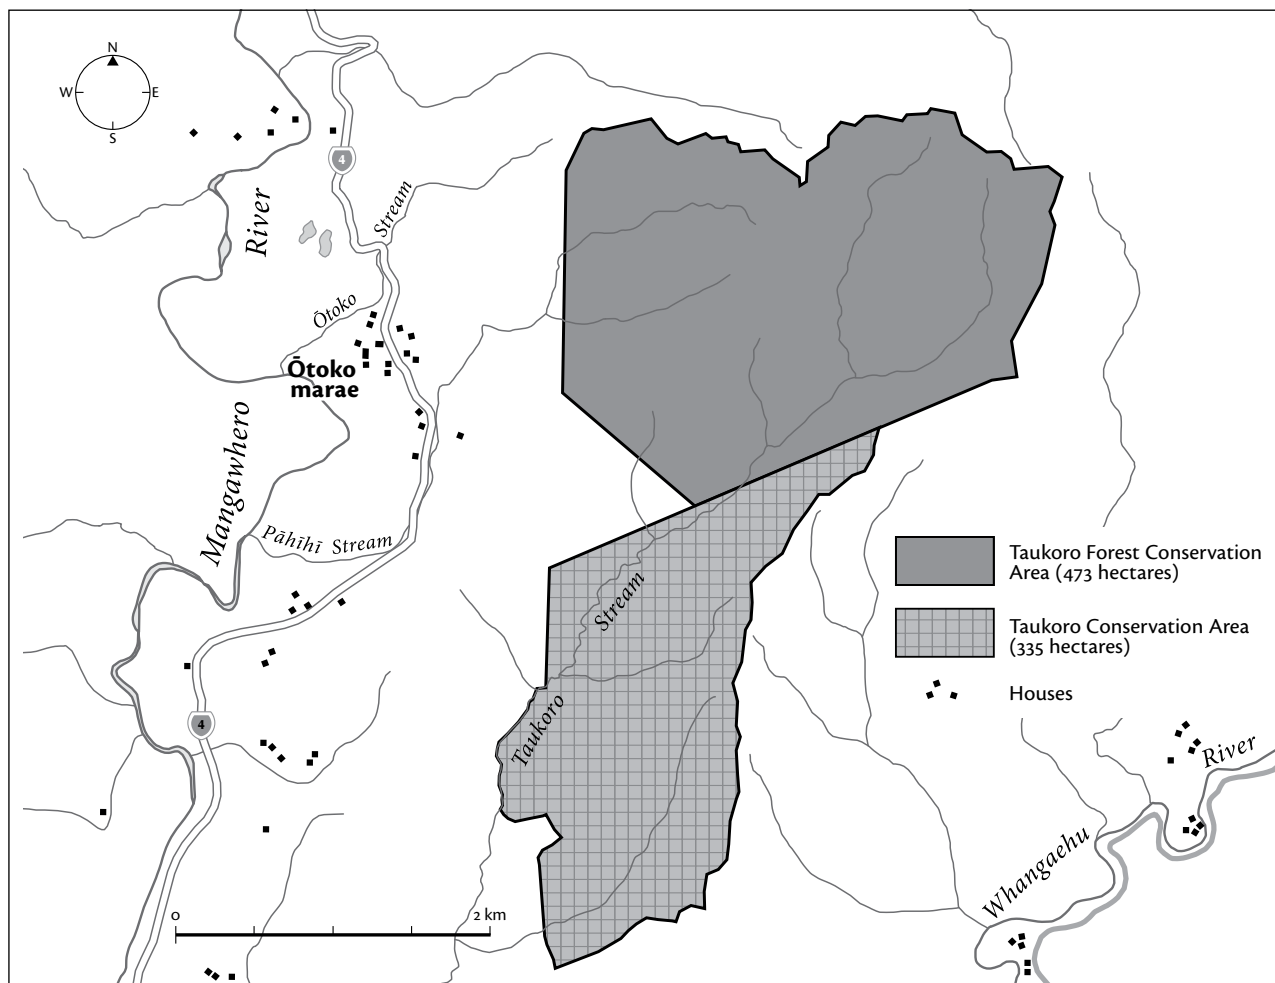 N
W
E
S
4
River
Stream
Ōtoko
Ōtoko
marae
Mangawhero
Pāhīhī Stream
Stream
Taukoro
4
Taukoro Forest Conservation
Area (473 hectares)
Taukoro Conservation Area
(335 hectares)
Houses
River
Whangaehu
0
2 km